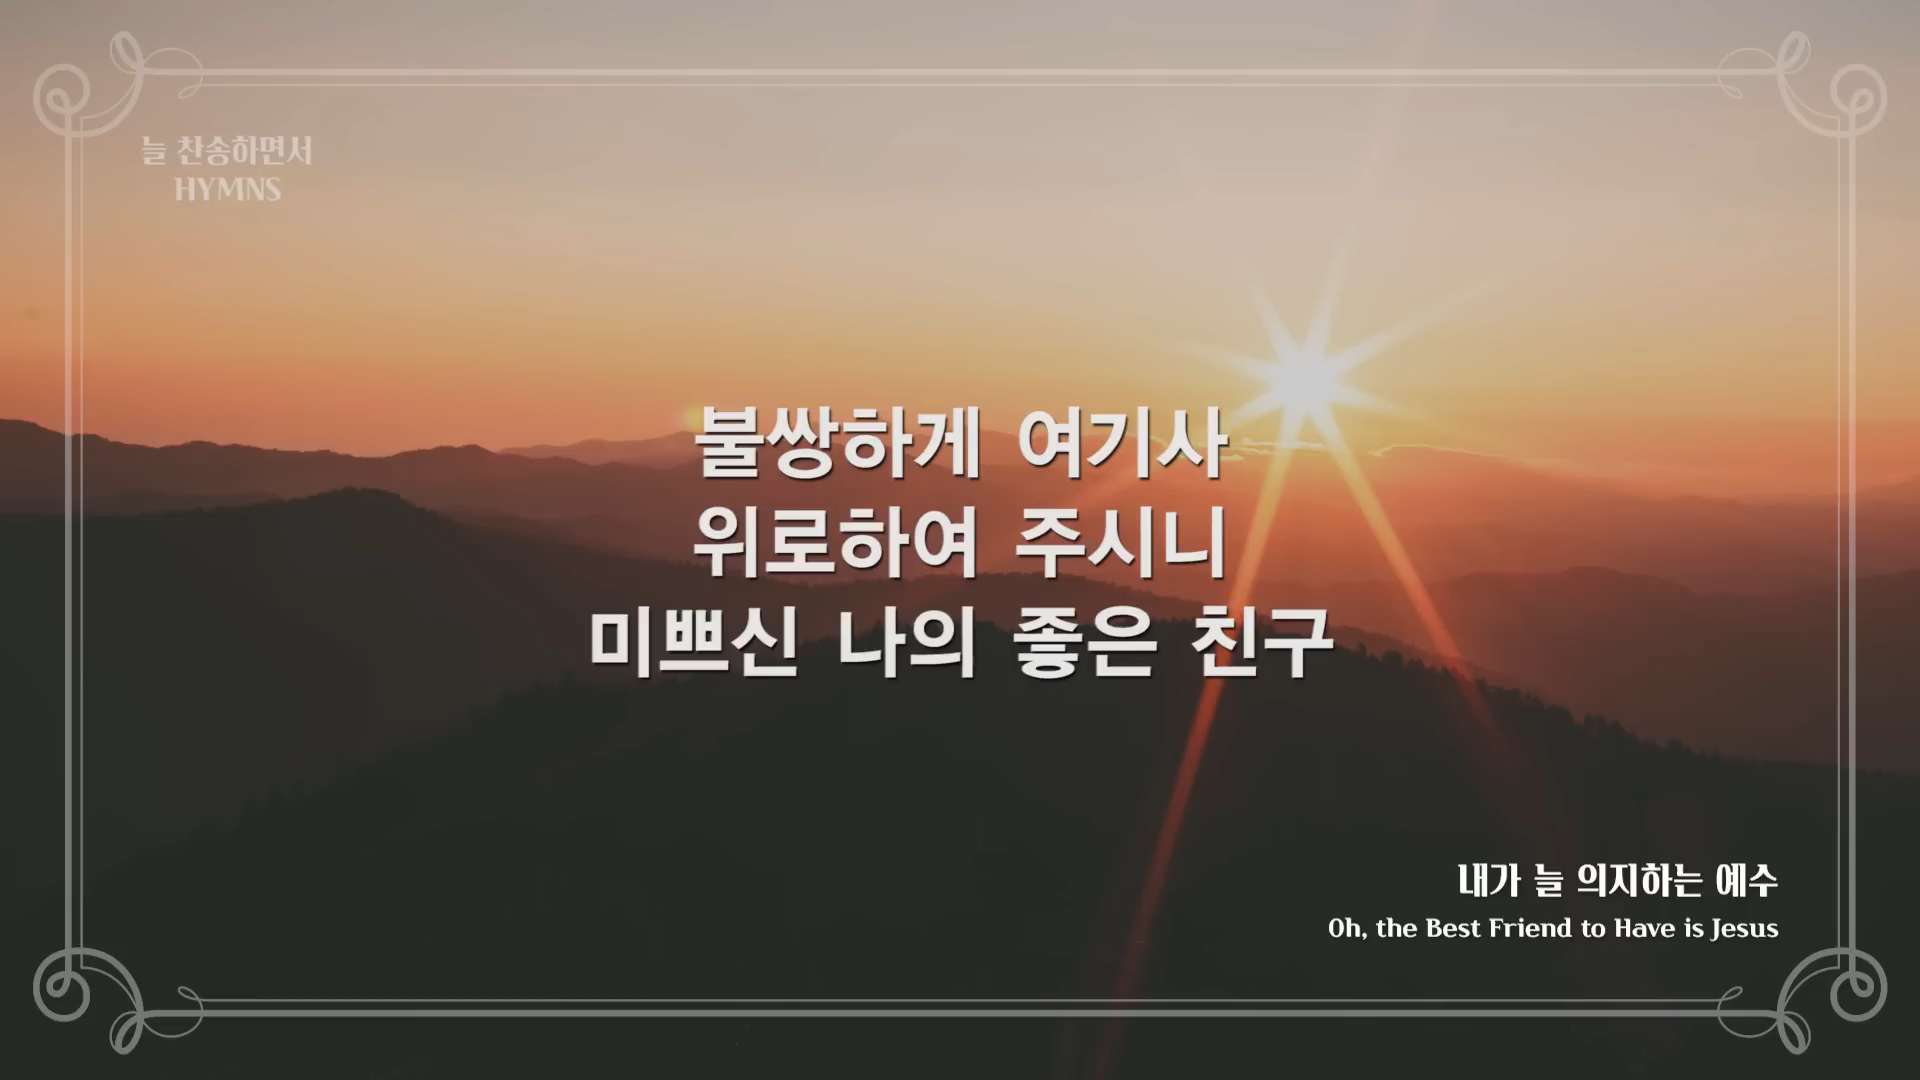 늘 찬송하면서
HYMNS
불쌍하게 여기사
위로하여 주시니
미쁘신 나의 좋은 친구
내가 늘 의지하는 예수
Oh, the Best Friend to Have is Jesus